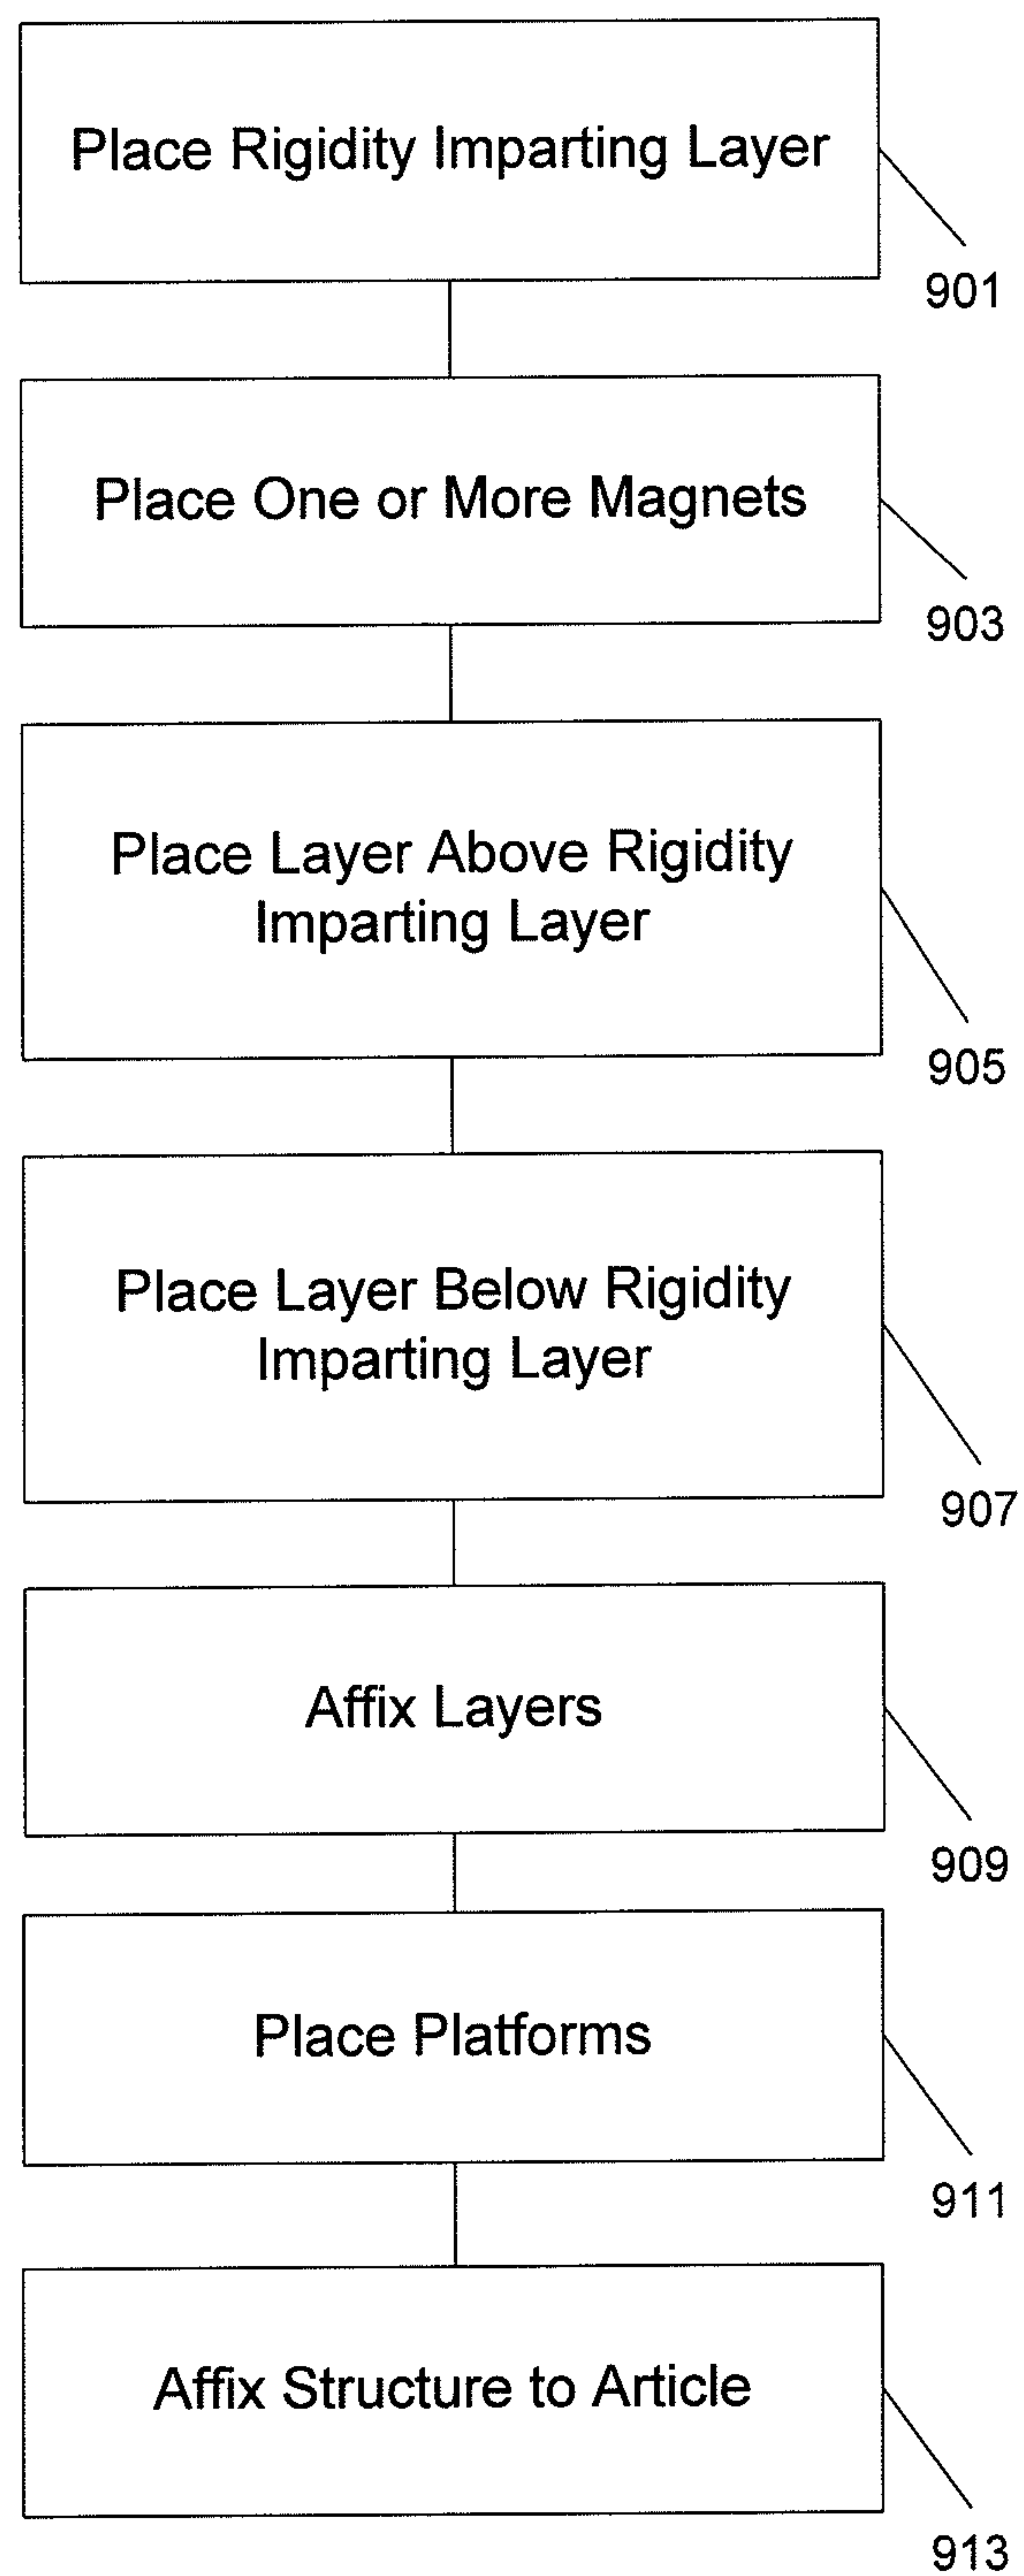 Place Rigidity Imparting Layer
901
Place One or More Magnets
903
Place Layer Above Rigidity
Imparting Layer
905
Place Layer Below Rigidity
Imparting Layer
907
Affix Layers
909
Place Platforms
911
Affix Structure to Article
913